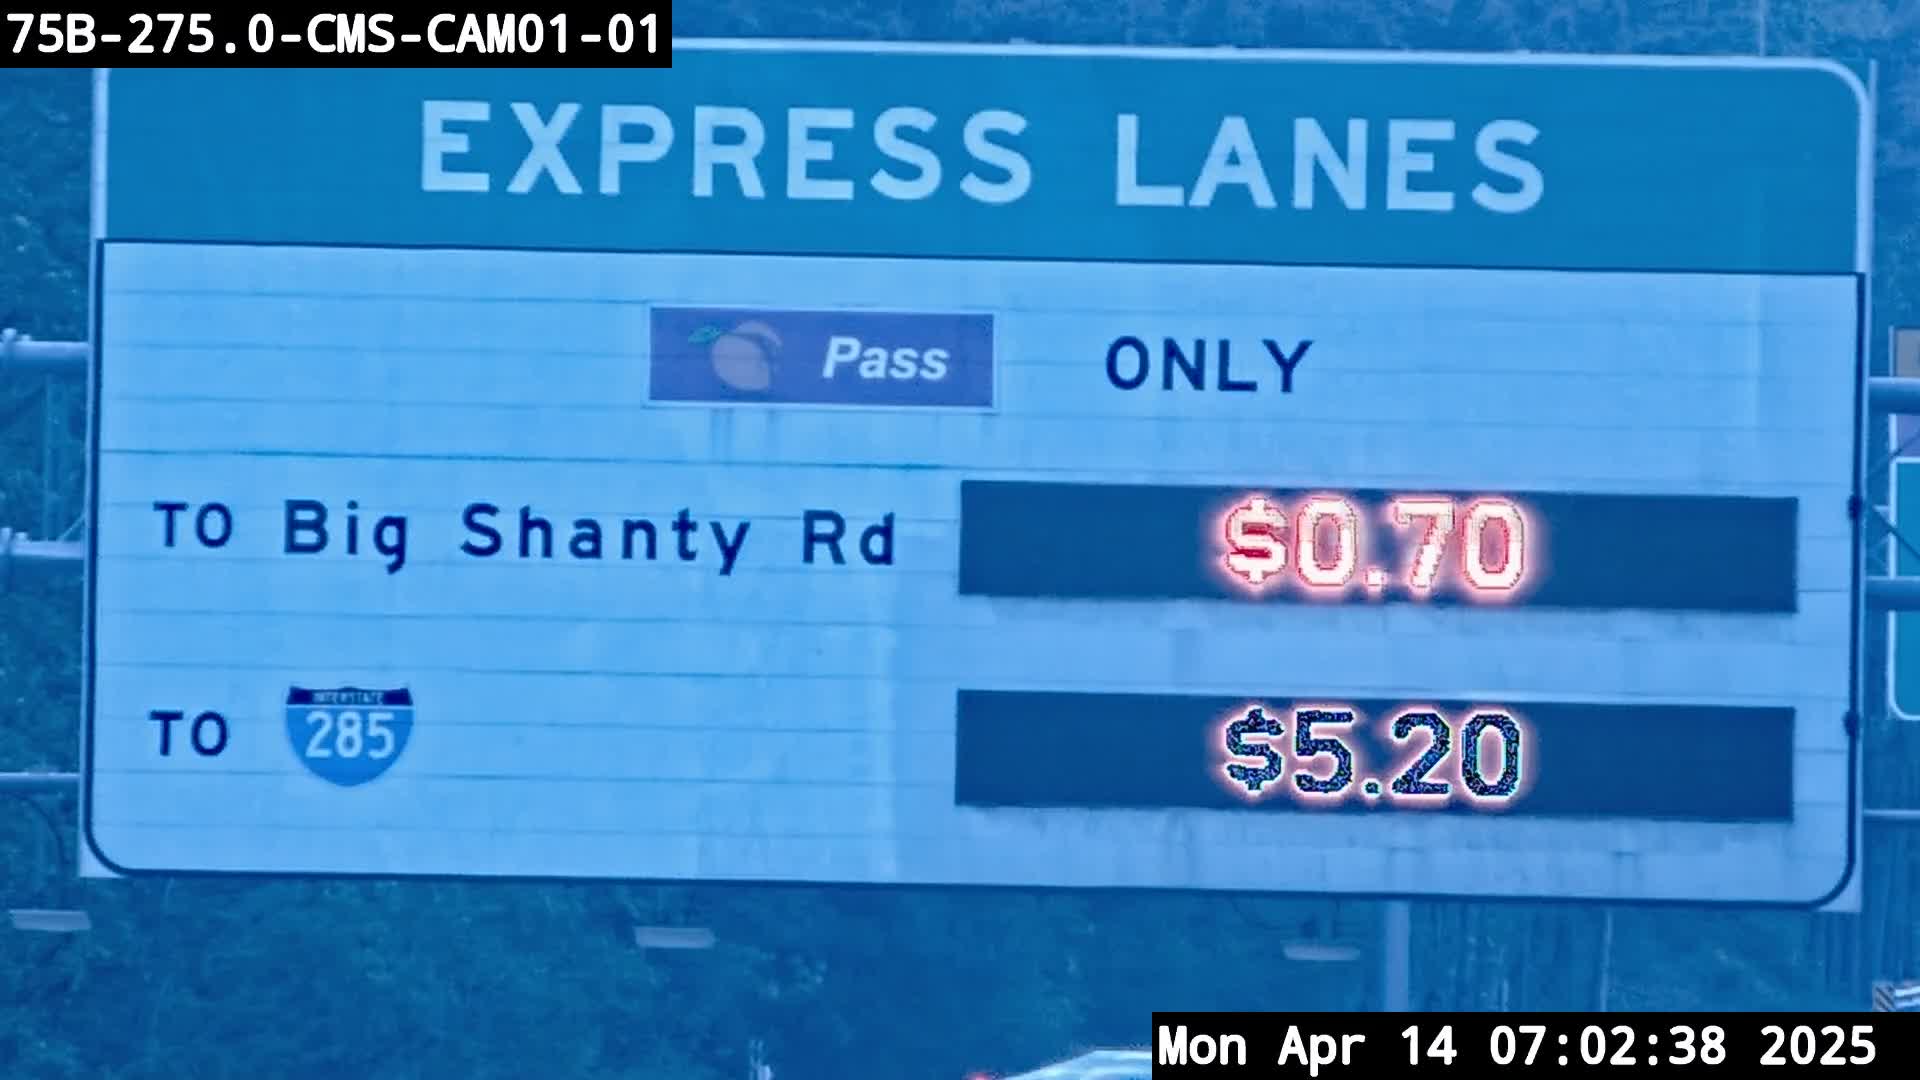 75B-275.0-CMS-CAM01-01
EXPRESS LANES
Pass ONLY
TO Big Shanty Rd $0.70
TO INTERSTATE 285 $5.20
Mon Apr 14 07:02:38 2025